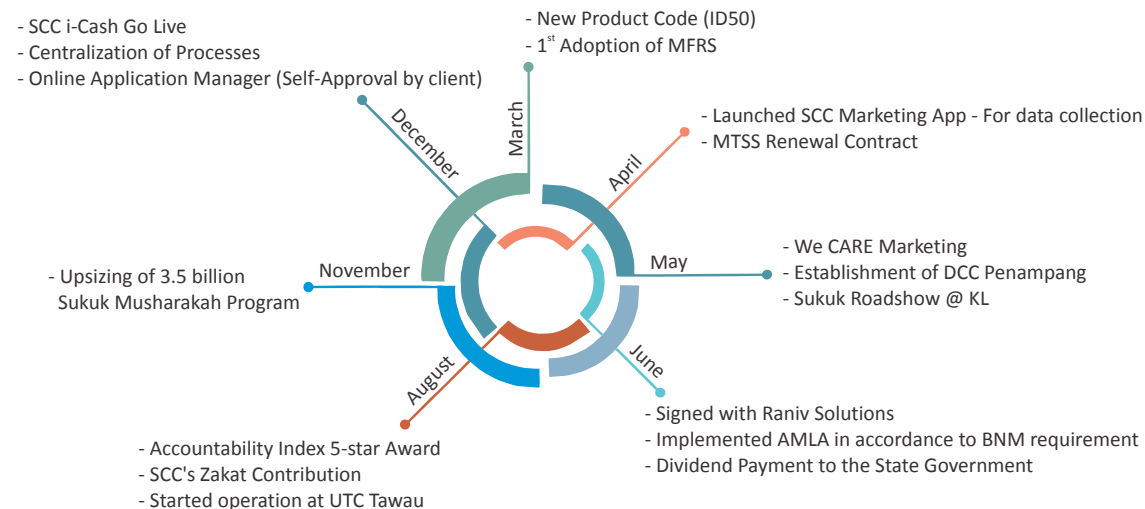 - SCC i-Cash Go Live
- Centralization of Processes
- Online Application Manager (Self-Approval by client)
December
- New Product Code (ID50)
- 1st Adoption of MFRS
March
- Launched SCC Marketing App - For data collection
- MTSS Renewal Contract
April
- We CARE Marketing
- Establishment of DCC Penampang
- Sukuk Roadshow @ KL
May
- Upsizing of 3.5 billion
Sukuk Musharakah Program
November
June
- Signed with Raniv Solutions
- Implemented AMLA in accordance to BNM requirement
- Dividend Payment to the State Government
August
- Accountability Index 5-star Award
- SCC's Zakat Contribution
- Started operation at UTC Tawau